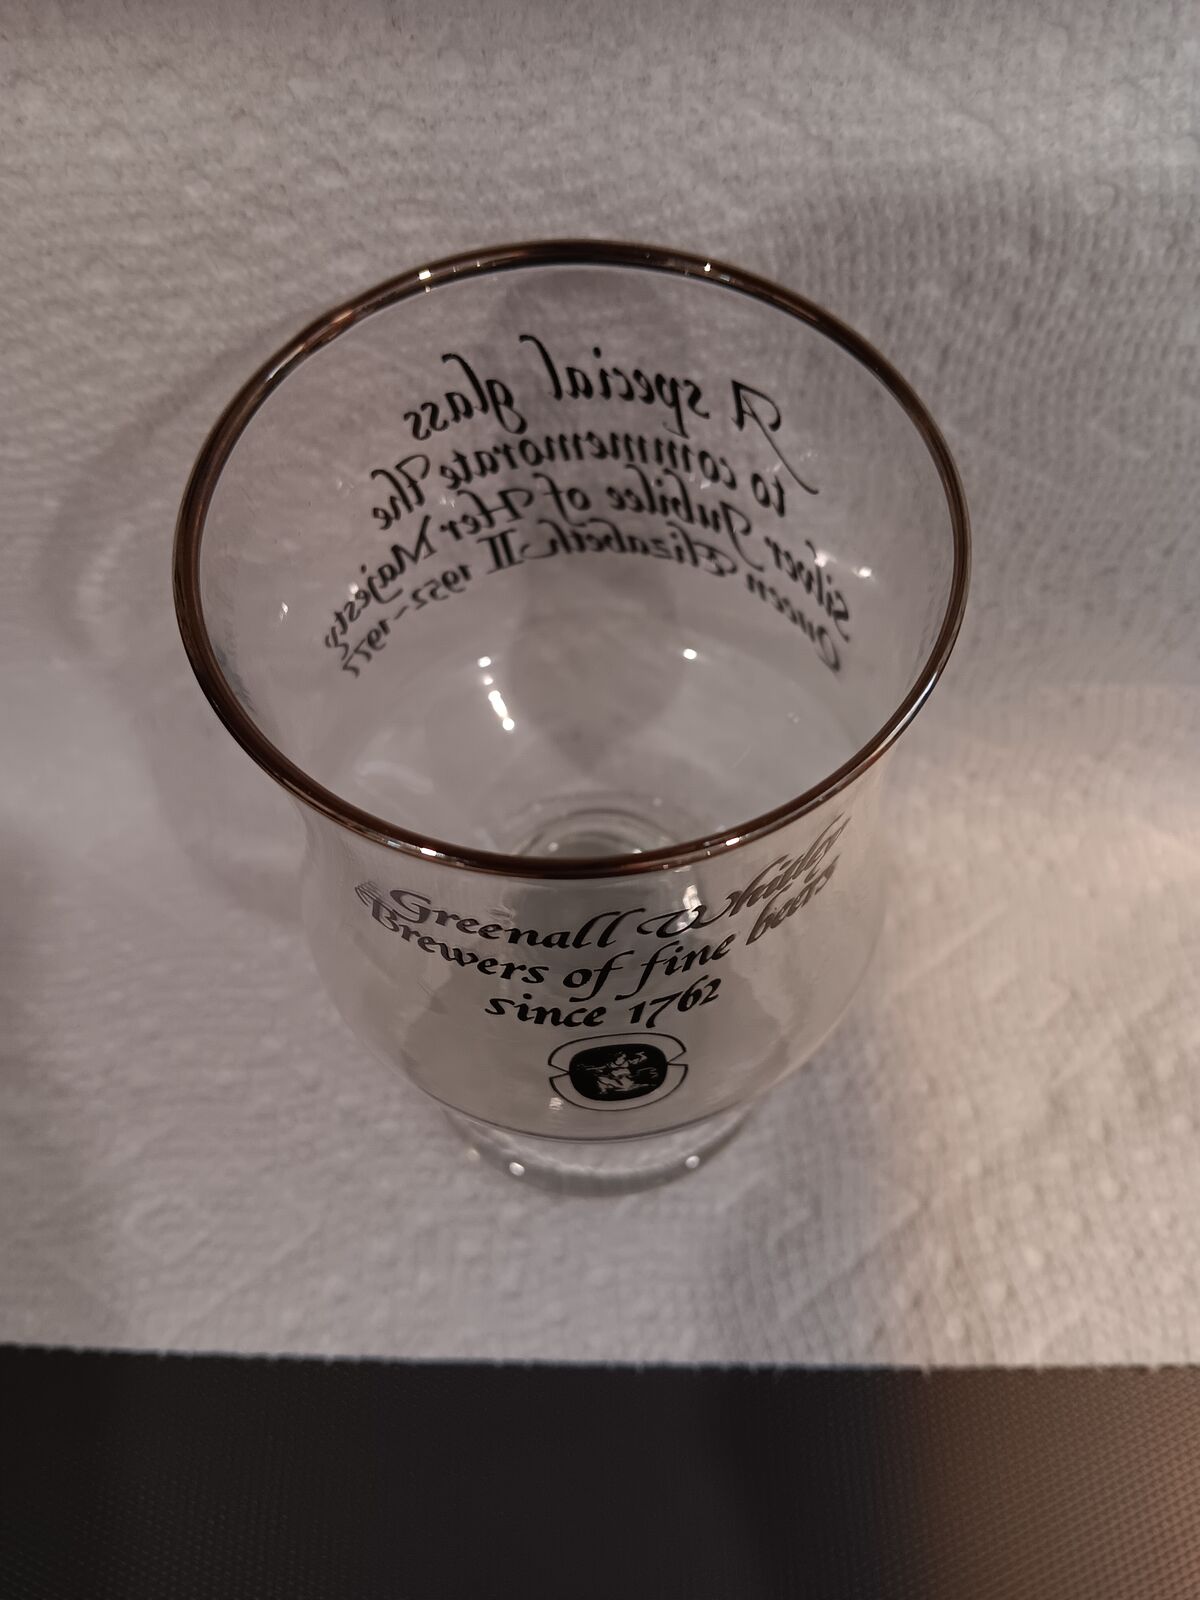 A special glass
to commemorate the
silver Jubilee of Her Majesty
Queen Elizabeth II 1952-1977
Greenall Whitley
Brewers of fine beers
since 1762